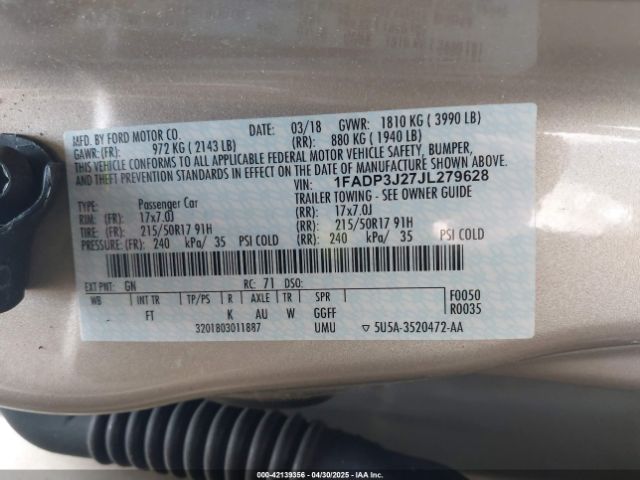 MFD. BY FORD MOTOR CO. DATE: 03/18 GVWR: 1810 KG ( 3990 LB)
GAWR:(FR): 972 KG ( 2143 LB) (RR): 880 KG ( 1940 LB)
THIS VEHICLE CONFORMS TO ALL APPLICABLE FEDERAL MOTOR VEHICLE SAFETY, BUMPER,
AND THEFT PREVENTION STANDARDS IN EFFECT ON THE DATE OF MANUFACTURE SHOWN ABOVE.
VIN: 1FADP3J27JL279628
TYPE: Passenger Car TRAILER TOWING - SEE OWNER GUIDE
RIM: (FR): 17x7.0J (RR): 17x7.0J
TIRE: (FR): 215/50R17 91H (RR): 215/50R17 91H
PRESSURE: (FR) 240 kPa/ 35 PSI COLD (RR): 240 kPa/ 35 PSI COLD
EXT PNT: GN RC: 71 DSO:
WB INT TR TP/PS R AXLE TR SPR F0050
FT K AU W GGFF R0035
3201803011887 UMU ▽ 5U5A-3520472-AA
000-42139356 - 04/30/2025 - IAAI.COM